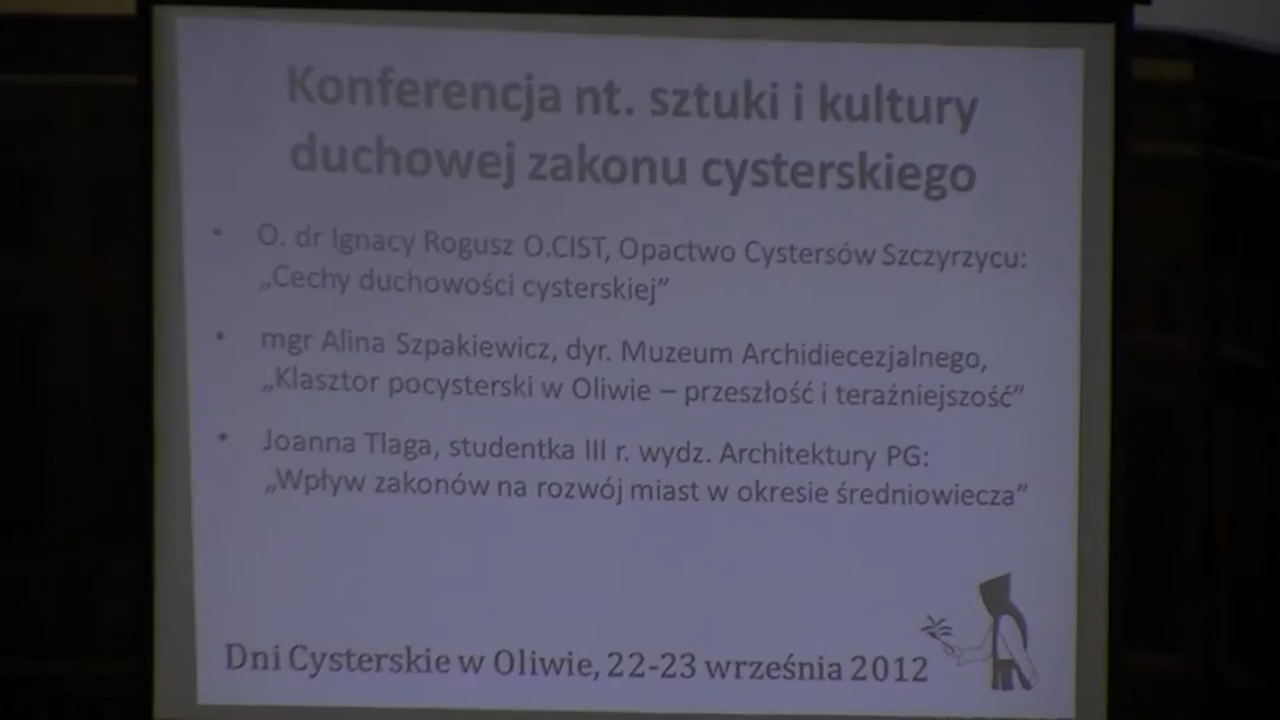 Konferencja nt. sztuki i kultury
duchowej zakonu cysterskiego
• O. dr Ignacy Rogusz O.CIST, Opactwo Cystersów Szczyrzycu:
„Cechy duchowości cysterskiej”
• mgr Alina Szpakiewicz, dyr. Muzeum Archidiecezjalnego,
„Klasztor pocysterski w Oliwie – przeszłość i teraźniejszość”
• Joanna Tlaga, studentka III r. wydz. Architektury PG:
„Wpływ zakonów na rozwój miast w okresie średniowiecza”
Dni Cysterskie w Oliwie, 22-23 września 2012